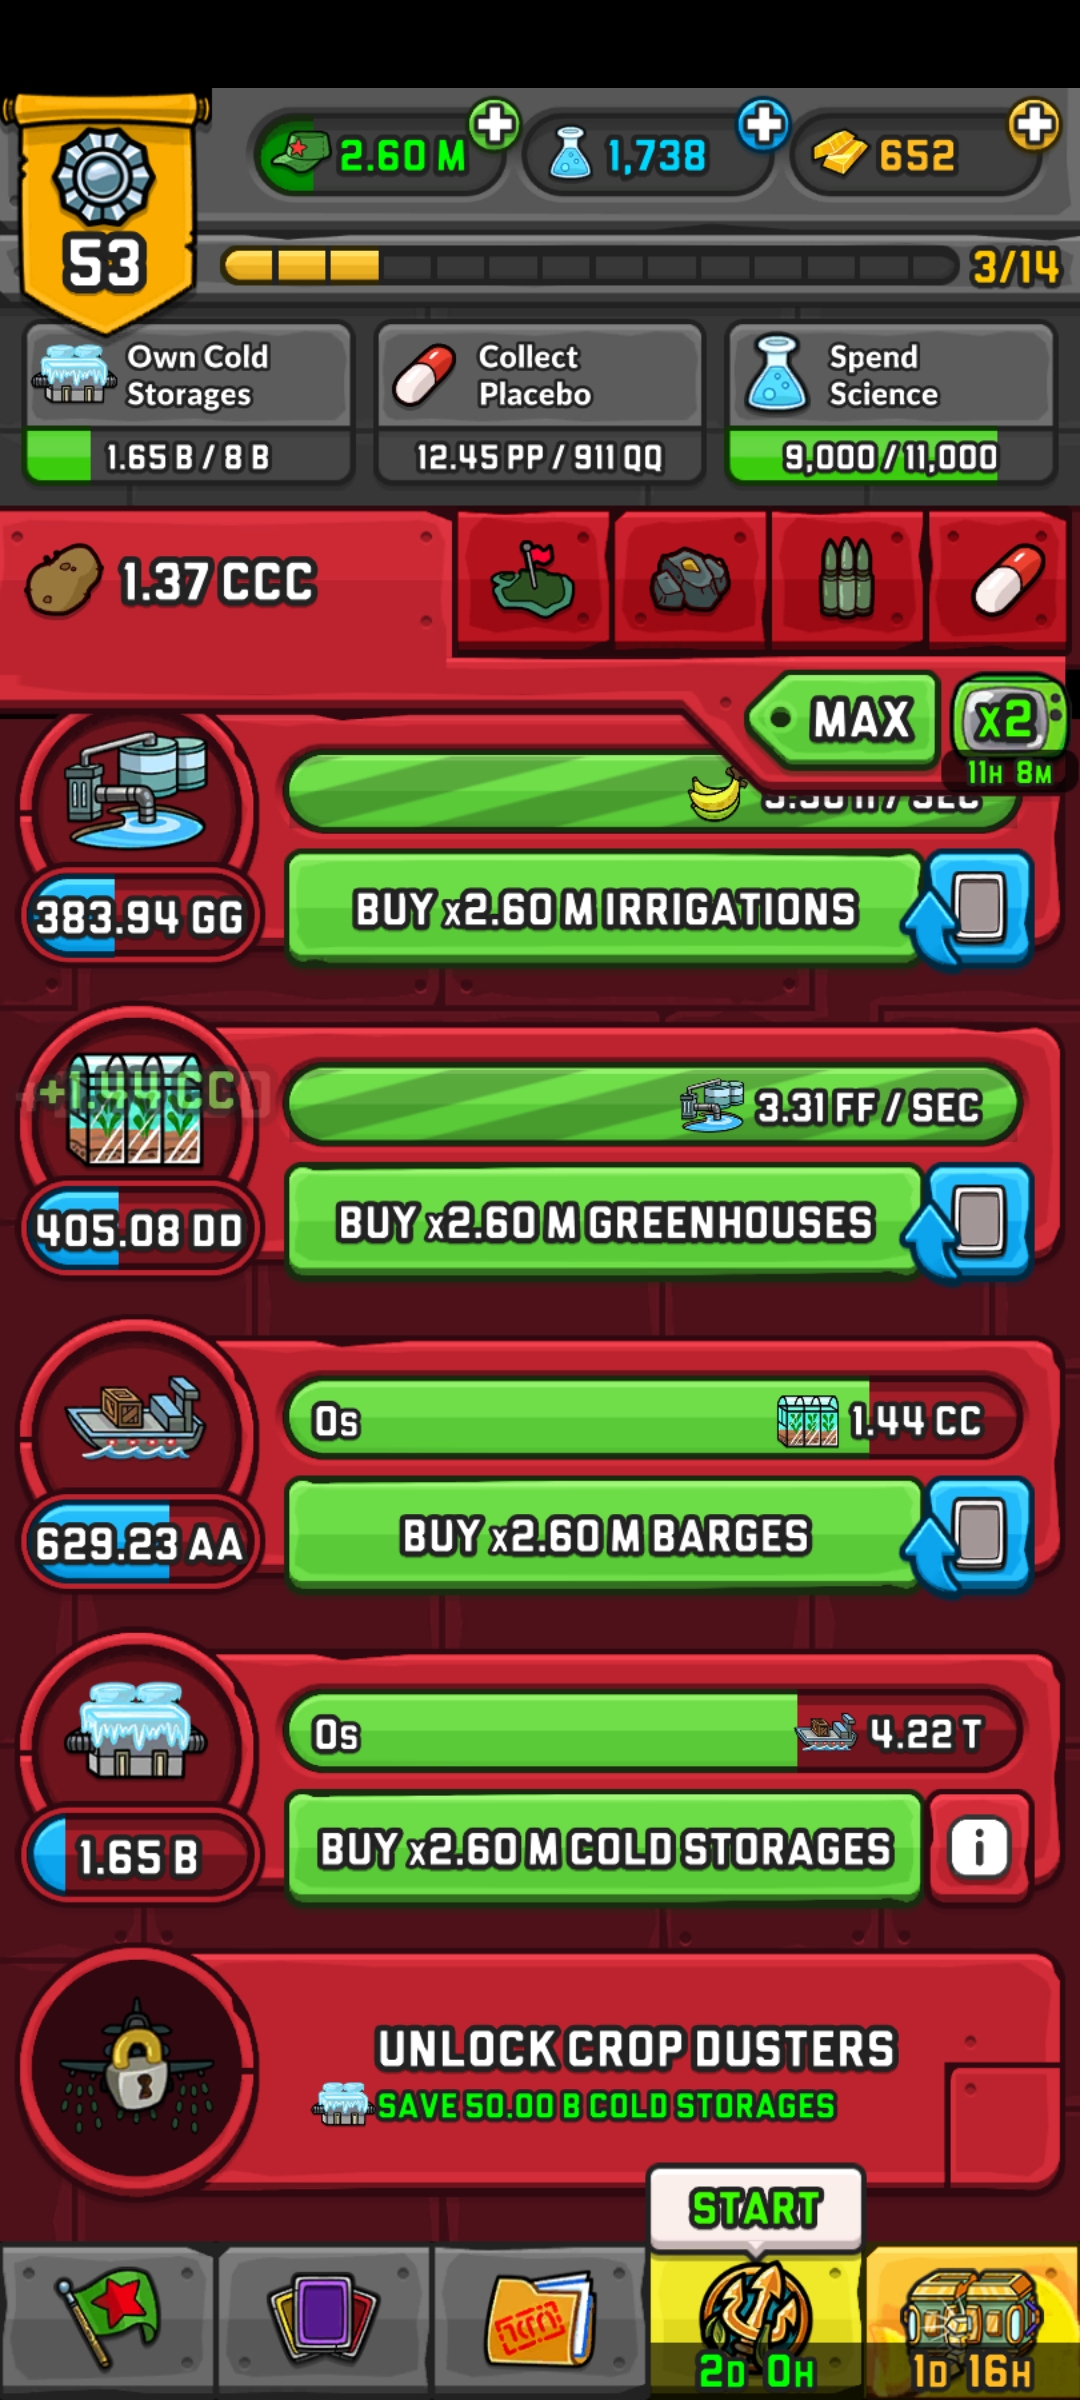 2.60 M
1,738
652
53
3/14
Own Cold
Storages
1.65 B / 8 B
Collect
Placebo
12.45 PP / 911 QQ
Spend
Science
9,000 / 11,000
1.37 CCC
MAX
x2
11H 8M
/ SEC
383.94 GG
BUY x2.60 M IRRIGATIONS
+1.44 CC
3.31 FF / SEC
405.08 DD
BUY x2.60 M GREENHOUSES
0s
1.44 CC
629.23 AA
BUY x2.60 M BARGES
0s
4.22 T
1.65 B
BUY x2.60 M COLD STORAGES
i
UNLOCK CROP DUSTERS
SAVE 50.00 B COLD STORAGES
START
2D 0H
1D 16H